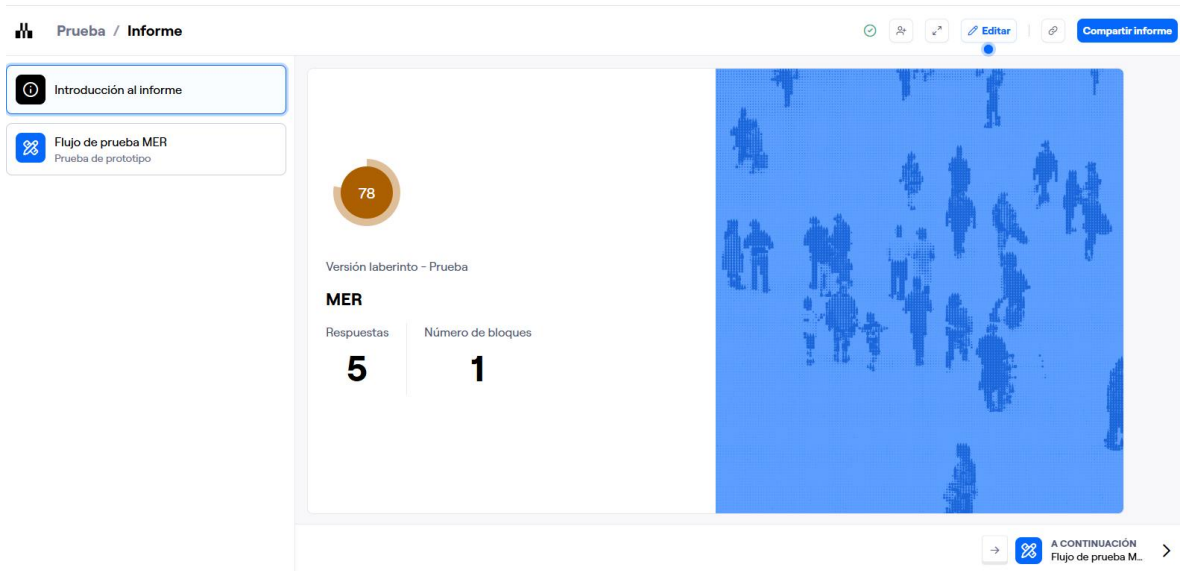 Prueba / Informe
Editar
Compartir informe
Introducción al informe
Flujo de prueba MER
Prueba de prototipo
78
Versión laberinto - Prueba
MER
Respuestas
Número de bloques
5
1
A CONTINUACIÓN
Flujo de prueba M...